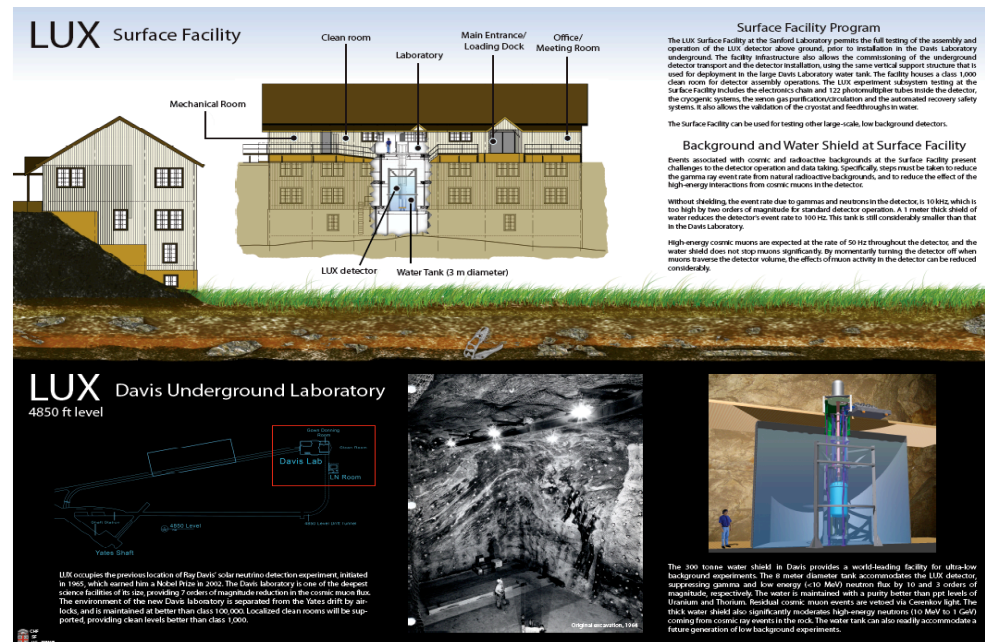 LUX Surface Facility
Mechanical Room
Clean room
Laboratory
Main Entrance/
Loading Dock
Office/
Meeting Room
LUX detector
Water Tank (3 m diameter)
Surface Facility Program
The LUX Surface Facility at the Sanford Laboratory permits the full testing of the assembly and
operation of the LUX detector above ground, prior to installation in the Davis Laboratory
underground. The facility infrastructure also allows the commissioning of the underground
detector transport and the detector installation, using the same vertical support structure that is
used for deployment in the large Davis Laboratory water tank. The facility houses a class 1,000
clean room for detector assembly operations. The LUX experiment subsystem testing at the
Surface Facility includes the electronics chain and 122 photomultiplier tubes inside the detector,
the cryogenic systems, the xenon gas purification/circulation and the automated recovery safety
systems. It also allows the validation of the cryostat and feedthroughs in water.
The Surface Facility can be used for testing other large-scale, low background detectors.
Background and Water Shield at Surface Facility
Events associated with cosmic and radioactive backgrounds at the Surface Facility present
challenges to the detector operation and data taking. Specifically, steps must be taken to reduce
the gamma ray event rate from natural radioactive backgrounds, and to reduce the effect of the
high-energy interactions from cosmic muons in the detector.
Without shielding, the event rate due to gammas and neutrons in the detector, is 10 kHz, which is
too high by two orders of magnitude for standard detector operation. A 1 meter thick shield of
water reduces the detector's event rate to 100 Hz. This tank is still considerably smaller than that
in the Davis Laboratory.
High-energy cosmic muons are expected at the rate of 50 Hz throughout the detector, and the
water shield does not stop muons significantly. By momentarily turning the detector off when
muons traverse the detector volume, the effects of muon activity in the detector can be reduced
considerably.
LUX Davis Underground Laboratory
4850 ft level
Davis Lab
LN Room
Shaft Station
4850 Level
4850 Level Drift Tunnel
Yates Shaft
LUX occupies the previous location of Ray Davis' solar neutrino detection experiment, initiated
in 1965, which earned him a Nobel Prize in 2002. The Davis laboratory is one of the deepest
science facilities of its size, providing 7 orders of magnitude reduction in the cosmic muon flux.
The environment of the new Davis laboratory is separated from the Yates drift by air-
locks, and is maintained at better than class 100,000. Localized clean rooms will be sup-
ported, providing clean levels better than class 1,000.
Original excavation, 1964
The 300 tonne water shield in Davis provides a world-leading facility for ultra-low
background experiments. The 8 meter diameter tank accommodates the LUX detector,
suppressing gamma and low energy (<10 MeV) neutron flux by 10 and 3 orders of
magnitude, respectively. The water is maintained with a purity better than ppt levels of
Uranium and Thorium. Residual cosmic muon events are vetoed via Cerenkov light. The
thick water shield also significantly moderates high-energy neutrons (10 MeV to 1 GeV)
coming from cosmic ray events in the rock. The water tank can also readily accommodate a
future generation of low background experiments.